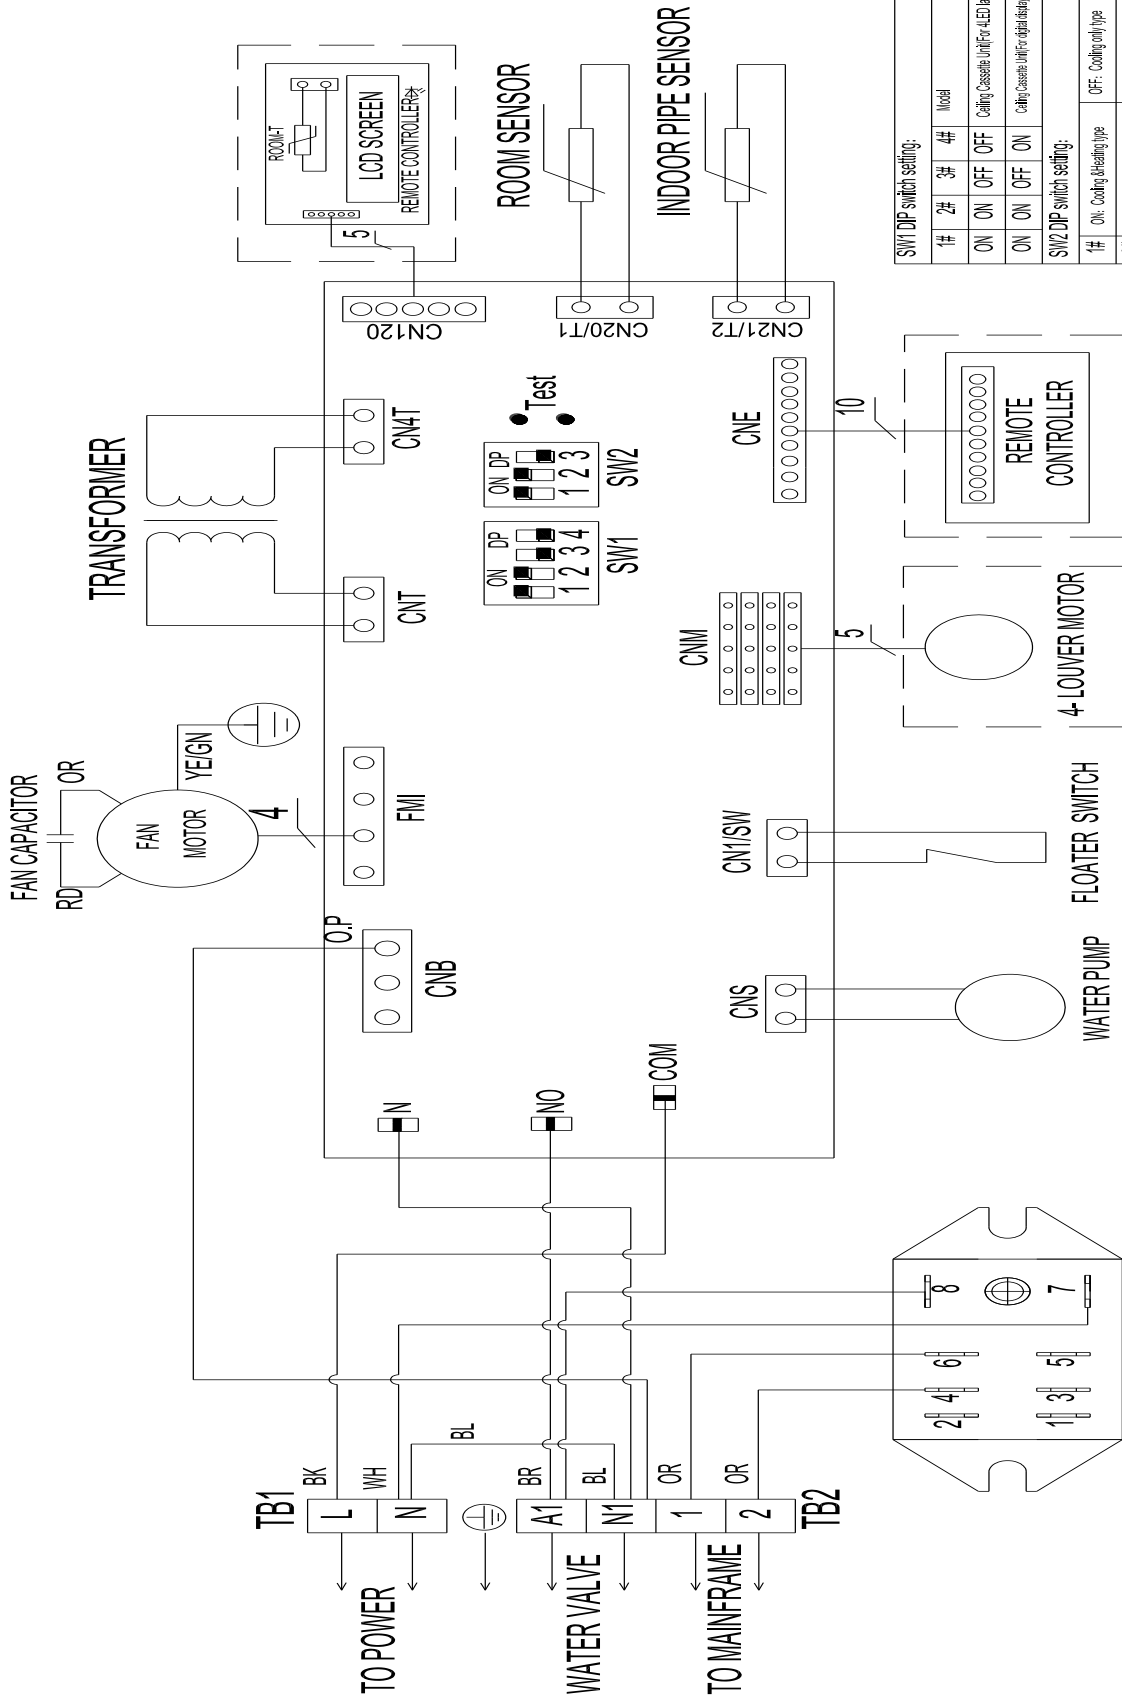 FAN CAPACITOR
RD
OR
FAN
MOTOR
YE/GN
4
TRANSFORMER
ROOM-T
LCD SCREEN
REMOTE CONTROLLER
5
ROOM SENSOR
INDOOR PIPE SENSOR
O.P
CNB
FMI
CNT
CN4T
CN120
CN20/T1
CN21/T2
N
NO
COM
ON DP
1 2 3 4
SW1
ON DP
1 2 3
SW2
Test
CNS
CN1/SW
CNM
CNE
5
10
WATER PUMP
FLOATER SWITCH
4- LOUVER MOTOR
REMOTE
CONTROLLER
SW1 DIP switch setting:
1# 2# 3# 4# Model
ON ON OFF OFF Ceiling Cassette Unit(For 4LED
ON ON OFF ON Ceiling Cassette Unit(For digital display
SW2 DIP switch setting:
1# ON: Cooling &Heating type OFF: Cooling only type
TB1
L
N
BK
WH
BL
A1
N1
1
2
BR
BL
OR
OR
TB2
TO POWER
WATER VALVE
TO MAINFRAME
2 4 6 8
1 3 5 7